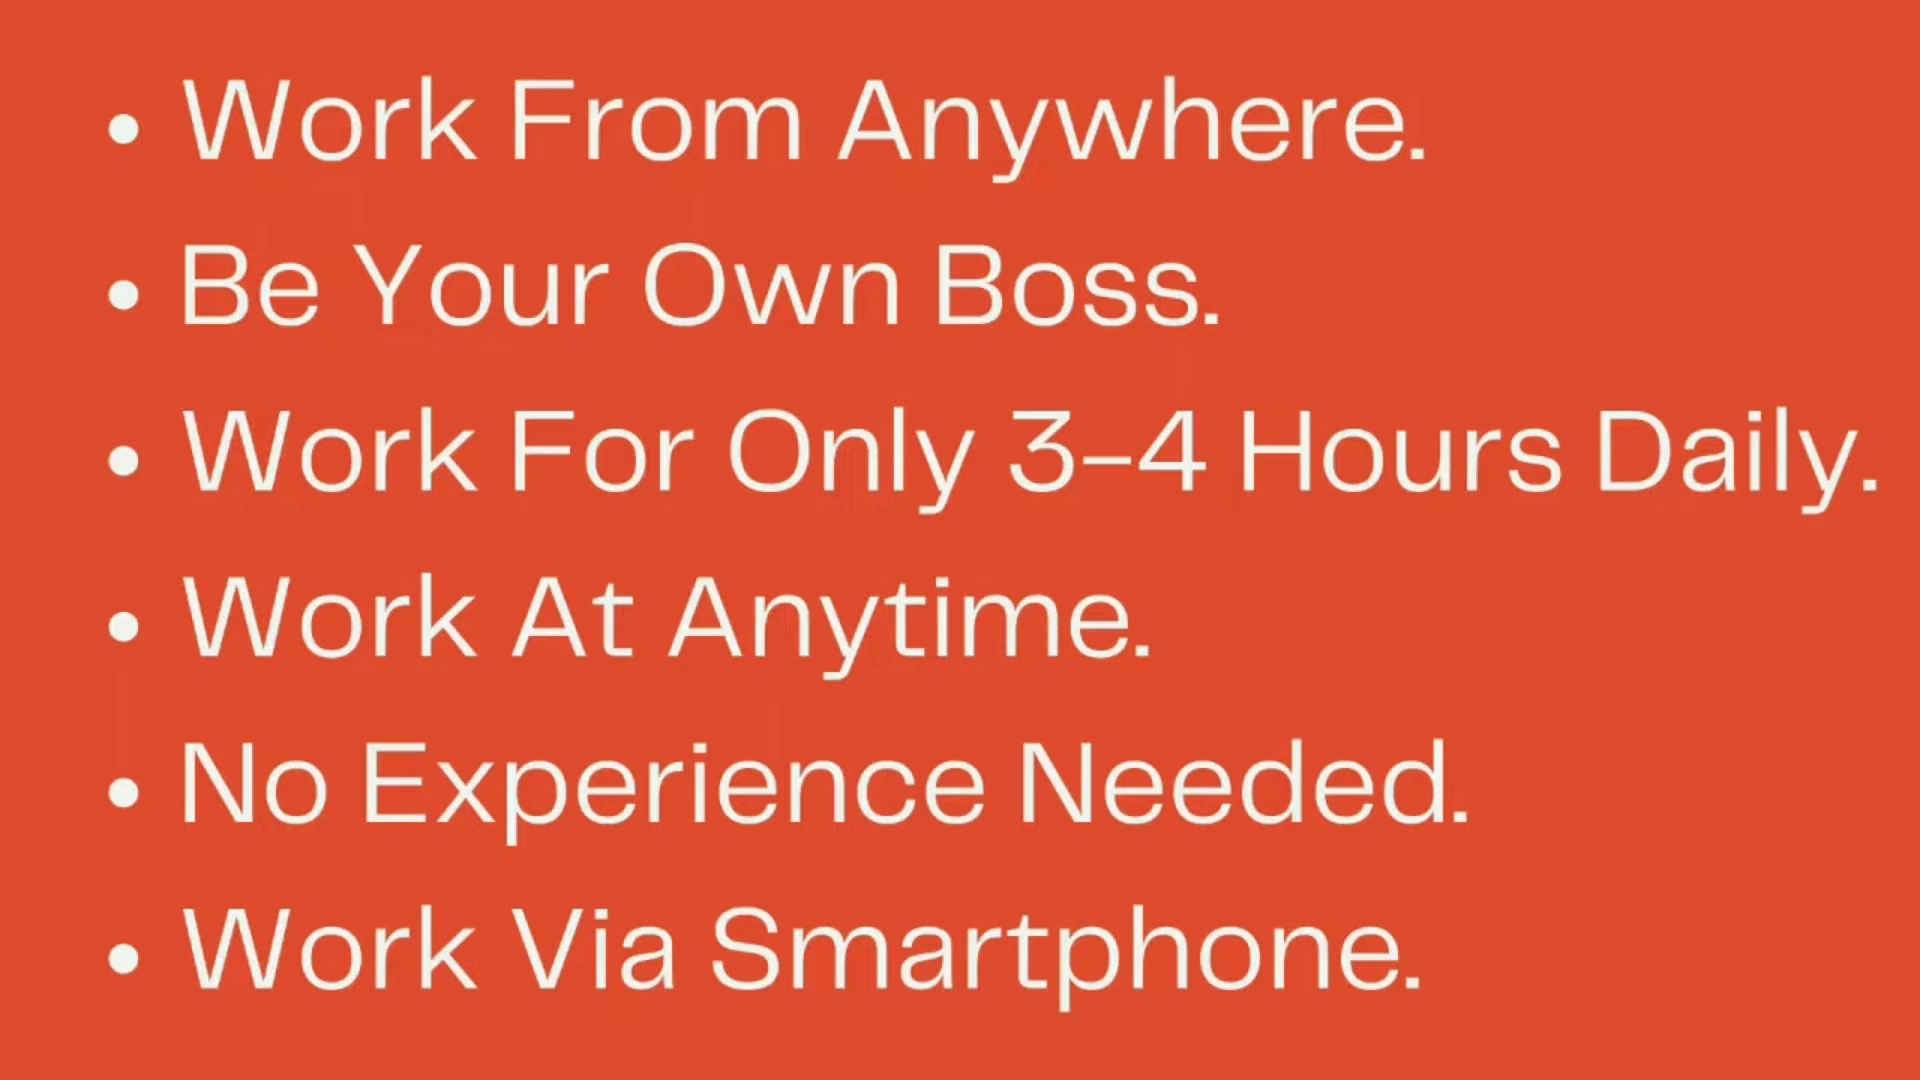 • Work From Anywhere.
• Be Your Own Boss.
• Work For Only 3-4 Hours Daily.
• Work At Anytime.
• No Experience Needed.
• Work Via Smartphone.